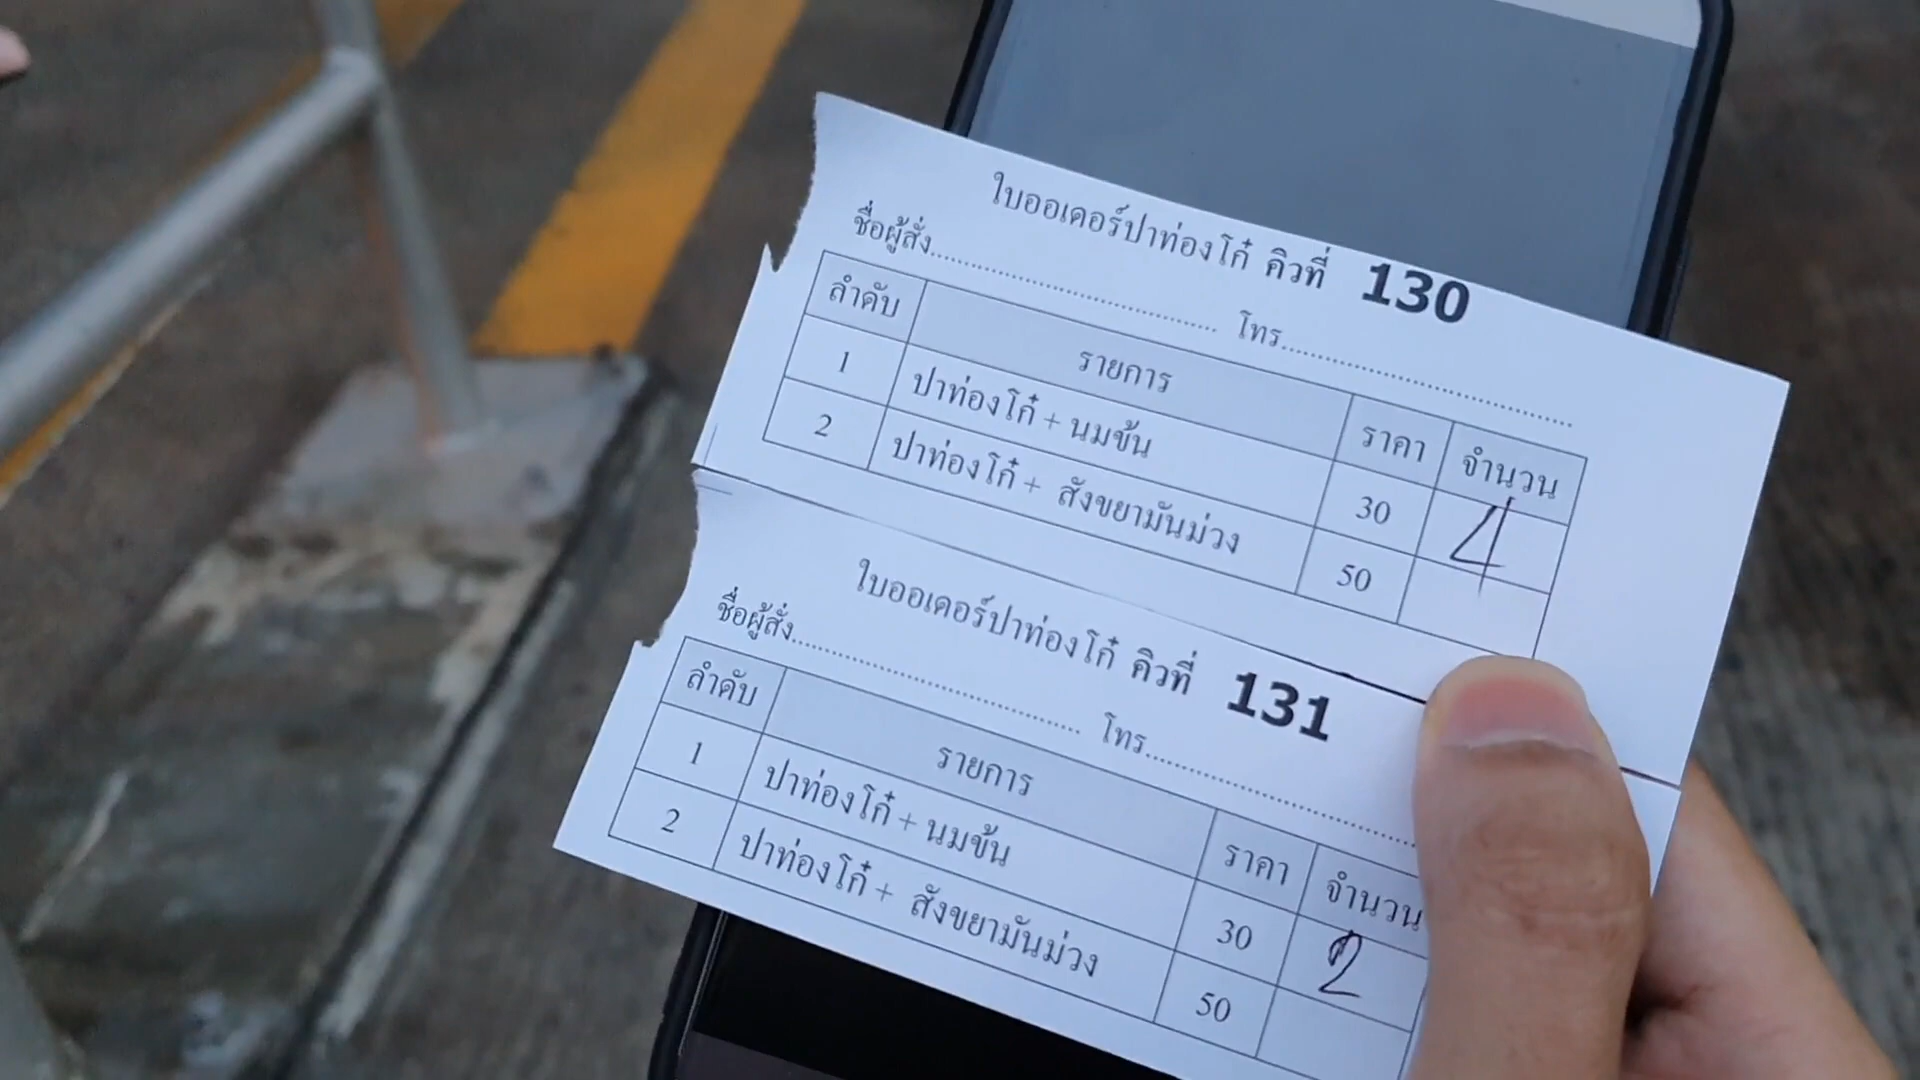 ใบออเดอร์ปาท่องโก๋ คิวที่ 130
ชื่อผู้สั่ง.................................................. โทร..................................................
ลำดับ รายการ ราคา จำนวน
1 ปาท่องโก๋ + นมข้น 30 4
2 ปาท่องโก๋ + สังขยามันม่วง 50
ใบออเดอร์ปาท่องโก๋ คิวที่ 131
ชื่อผู้สั่ง.................................................. โทร..................................................
ลำดับ รายการ ราคา จำนวน
1 ปาท่องโก๋ + นมข้น 30 2
2 ปาท่องโก๋ + สังขยามันม่วง 50